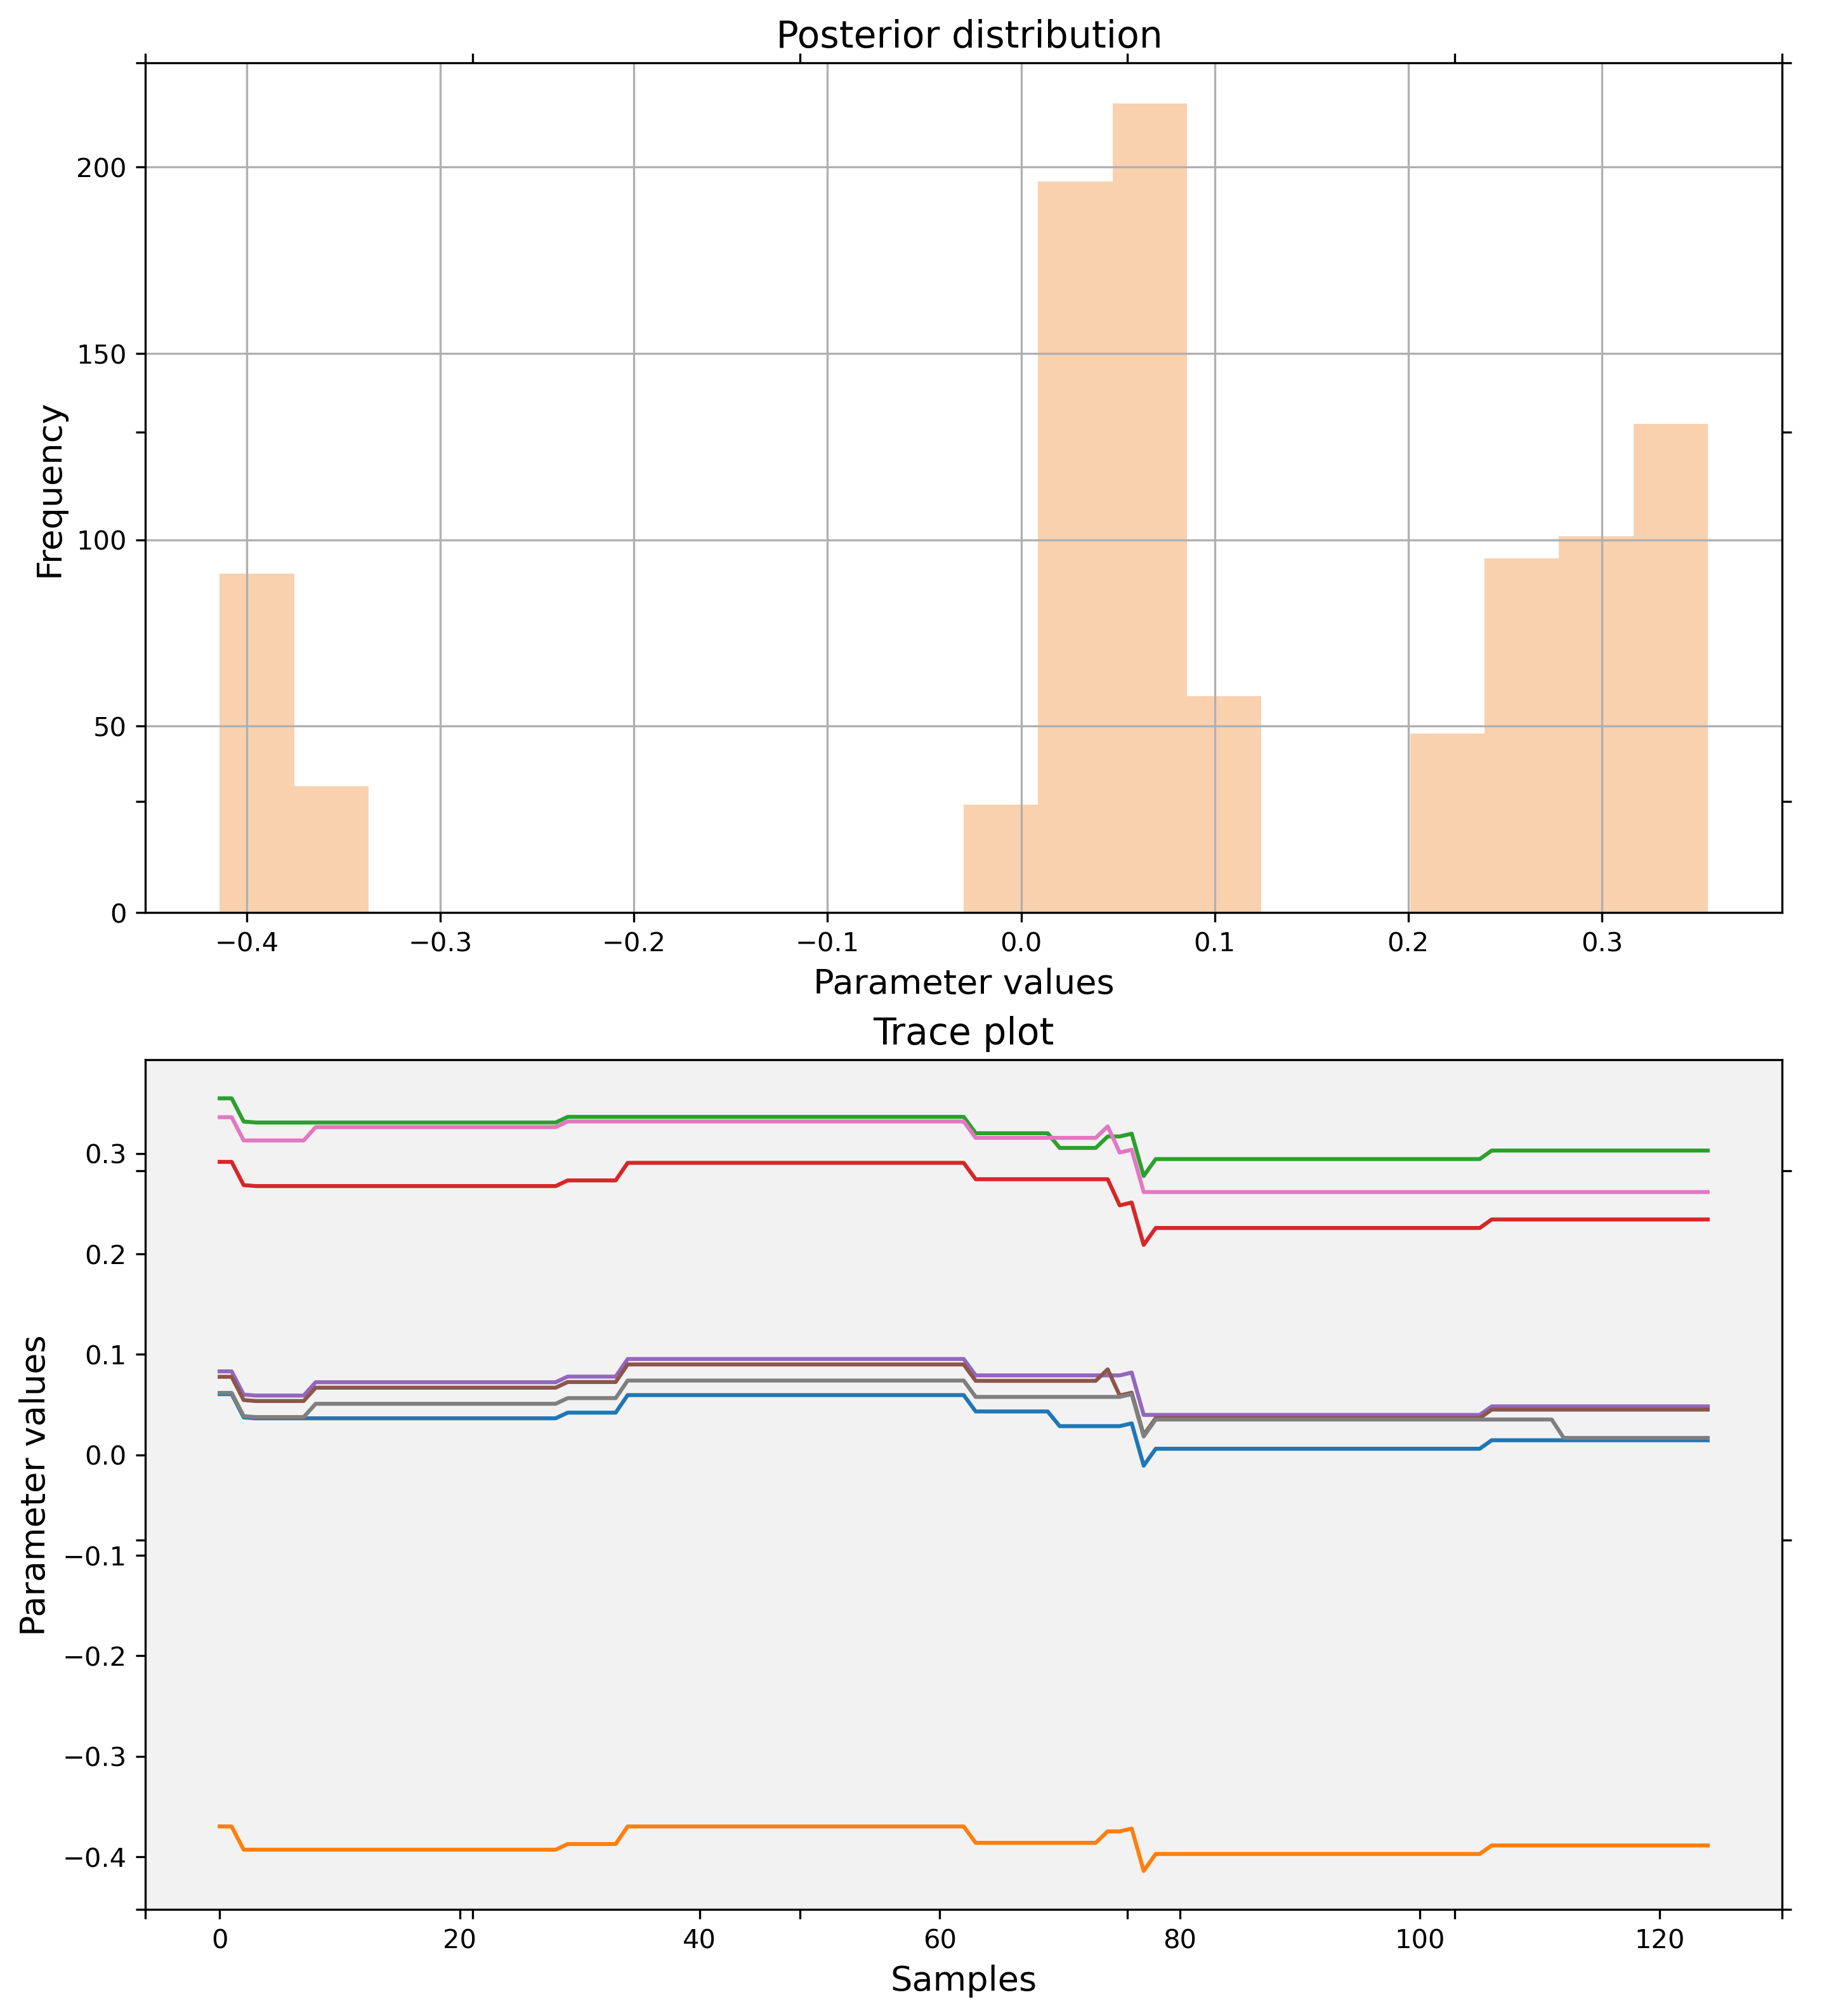 Posterior distribution
Frequency
200
150
100
50
0
−0.4 −0.3 −0.2 −0.1 0.0 0.1 0.2 0.3
Parameter values
Trace plot
Parameter values
0.3
0.2
0.1
0.0
−0.1
−0.2
−0.3
−0.4
0 20 40 60 80 100 120
Samples